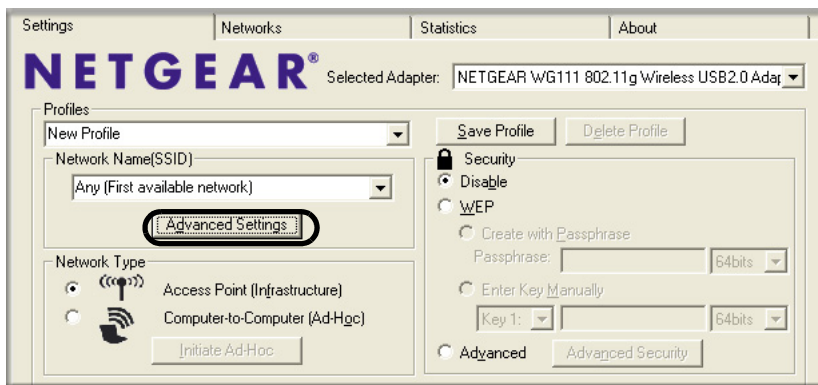 Settings
Networks
Statistics
About
NETGEAR®
Selected Adapter:
NETGEAR WG111 802.11g Wireless USB2.0 Adap
Profiles
New Profile
Save Profile
Delete Profile
Network Name(SSID)
Any (First available network)
Advanced Settings
Security
Disable
WEP
Create with Passphrase
Passphrase:
64bits
Enter Key Manually
Key 1:
64bits
Advanced
Advanced Security
Network Type
Access Point (Infrastructure)
Computer-to-Computer (Ad-Hoc)
Initiate Ad-Hoc